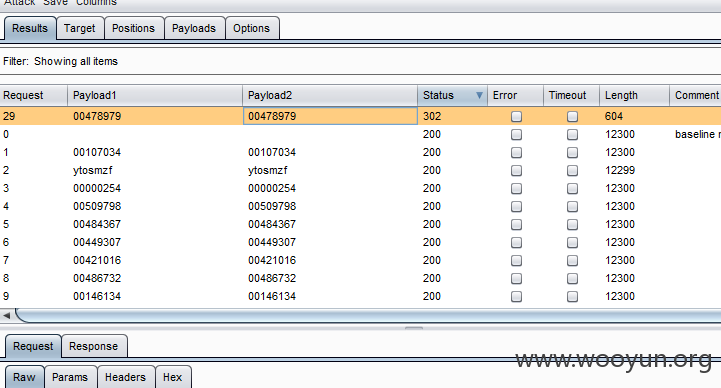 Attack Save Columns
Results Target Positions Payloads Options
Filter: Showing all items
Request Payload1 Payload2 Status Error Timeout Length Comment
29 00478979 00478979 302 604
0 200 12300 baseline r
1 00107034 00107034 200 12300
2 ytosmzf ytosmzf 200 12299
3 00000254 00000254 200 12300
4 00509798 00509798 200 12300
5 00484367 00484367 200 12300
6 00449307 00449307 200 12300
7 00421016 00421016 200 12300
8 00486732 00486732 200 12300
9 00146134 00146134 200 12300
Request Response
www.wooyun.org
Raw Params Headers Hex